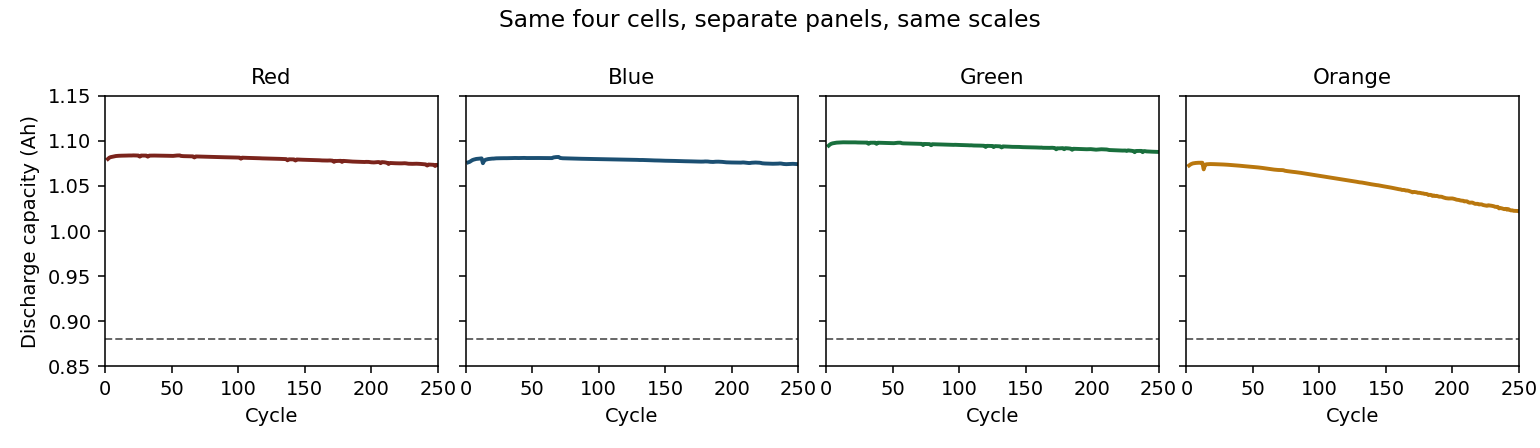 Same four cells, separate panels, same scales
Red Blue Green Orange
Discharge capacity (Ah)
1.15
1.10
1.05
1.00
0.95
0.90
0.85
0 50 100 150 200 250 0 50 100 150 200 250 0 50 100 150 200 250 0 50 100 150 200 250
Cycle Cycle Cycle Cycle